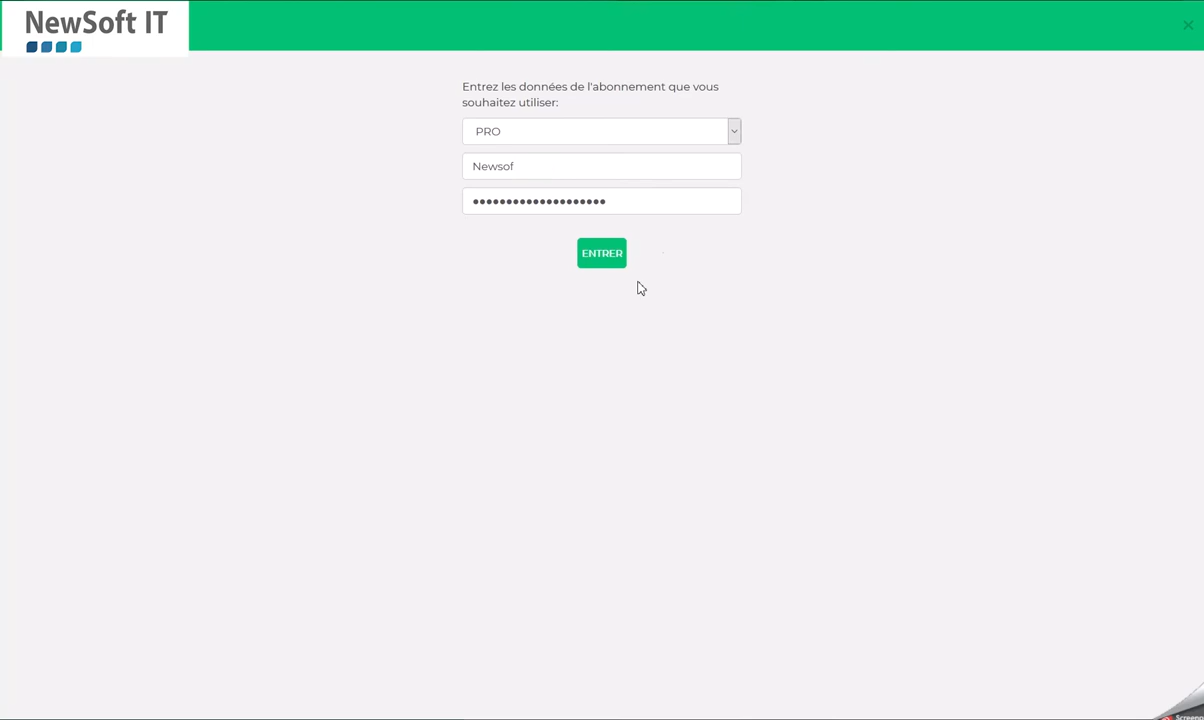 NewSoft IT
Entrez les données de l'abonnement que vous
souhaitez utiliser:
PRO
Newsof
••••••••••••••••••••
ENTRER